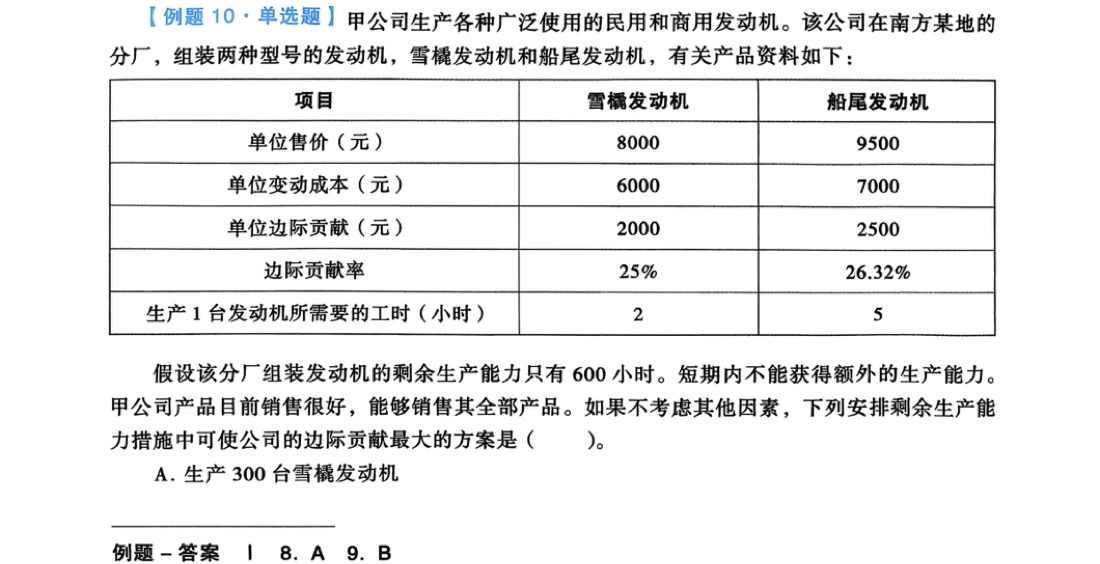 【例题 10·单选题】甲公司生产各种广泛使用的民用和商用发动机。该公司在南方某地的
分厂，组装两种型号的发动机，雪橇发动机和船尾发动机，有关产品资料如下：
项目 雪橇发动机 船尾发动机
单位售价（元） 8000 9500
单位变动成本（元） 6000 7000
单位边际贡献（元） 2000 2500
边际贡献率 25% 26.32%
生产 1 台发动机所需要的工时（小时） 2 5
假设该分厂组装发动机的剩余生产能力只有 600 小时。短期内不能获得额外的生产能力。
甲公司产品目前销售很好，能够销售其全部产品。如果不考虑其他因素，下列安排剩余生产能
力措施中可使公司的边际贡献最大的方案是（ ）。
A. 生产 300 台雪橇发动机
例题－答案 | 8. A 9. B